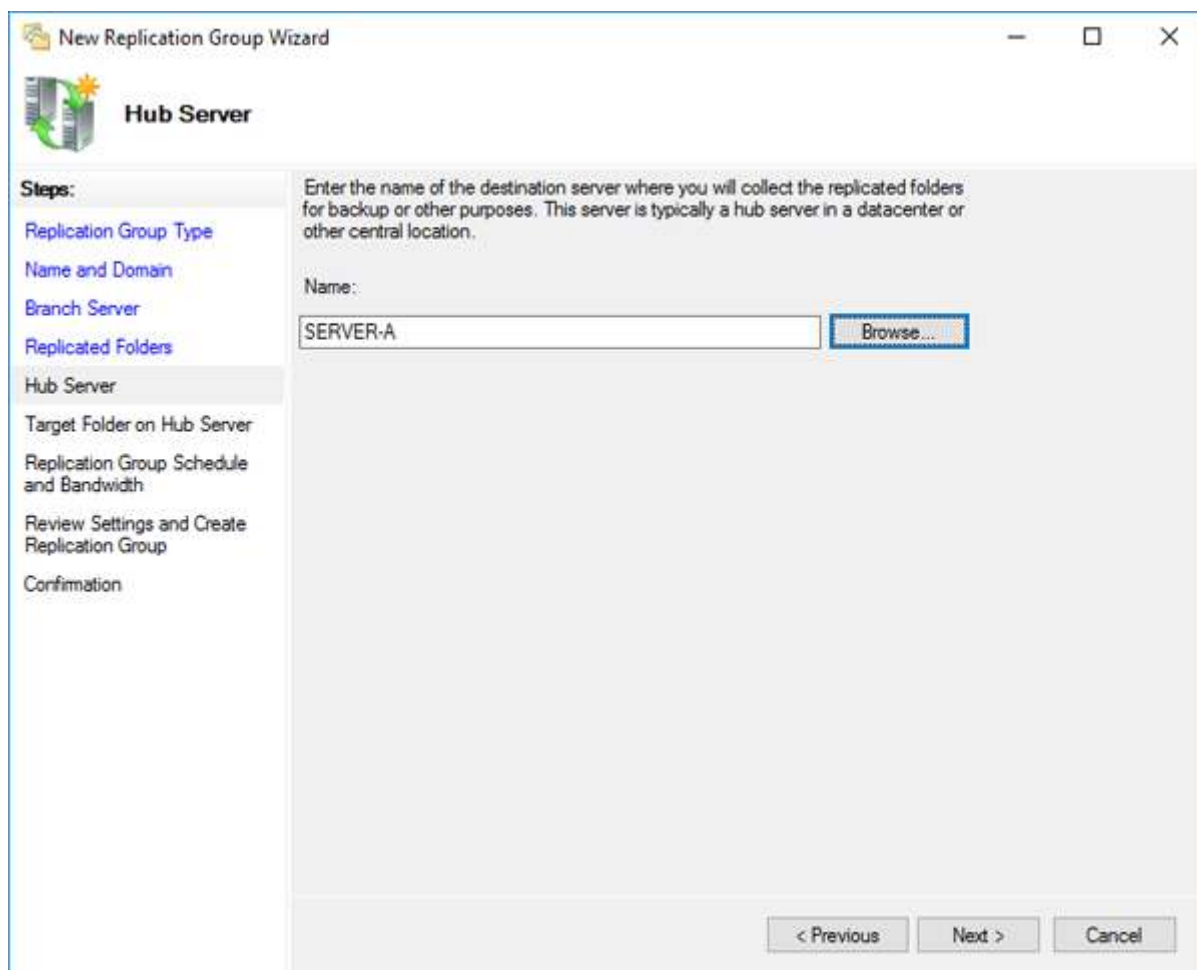 New Replication Group Wizard
Hub Server
Steps:
Replication Group Type
Name and Domain
Branch Server
Replicated Folders
Hub Server
Target Folder on Hub Server
Replication Group Schedule
and Bandwidth
Review Settings and Create
Replication Group
Confirmation
Enter the name of the destination server where you will collect the replicated folders
for backup or other purposes. This server is typically a hub server in a datacenter or
other central location.
Name:
SERVER-A
Browse...
< Previous
Next >
Cancel